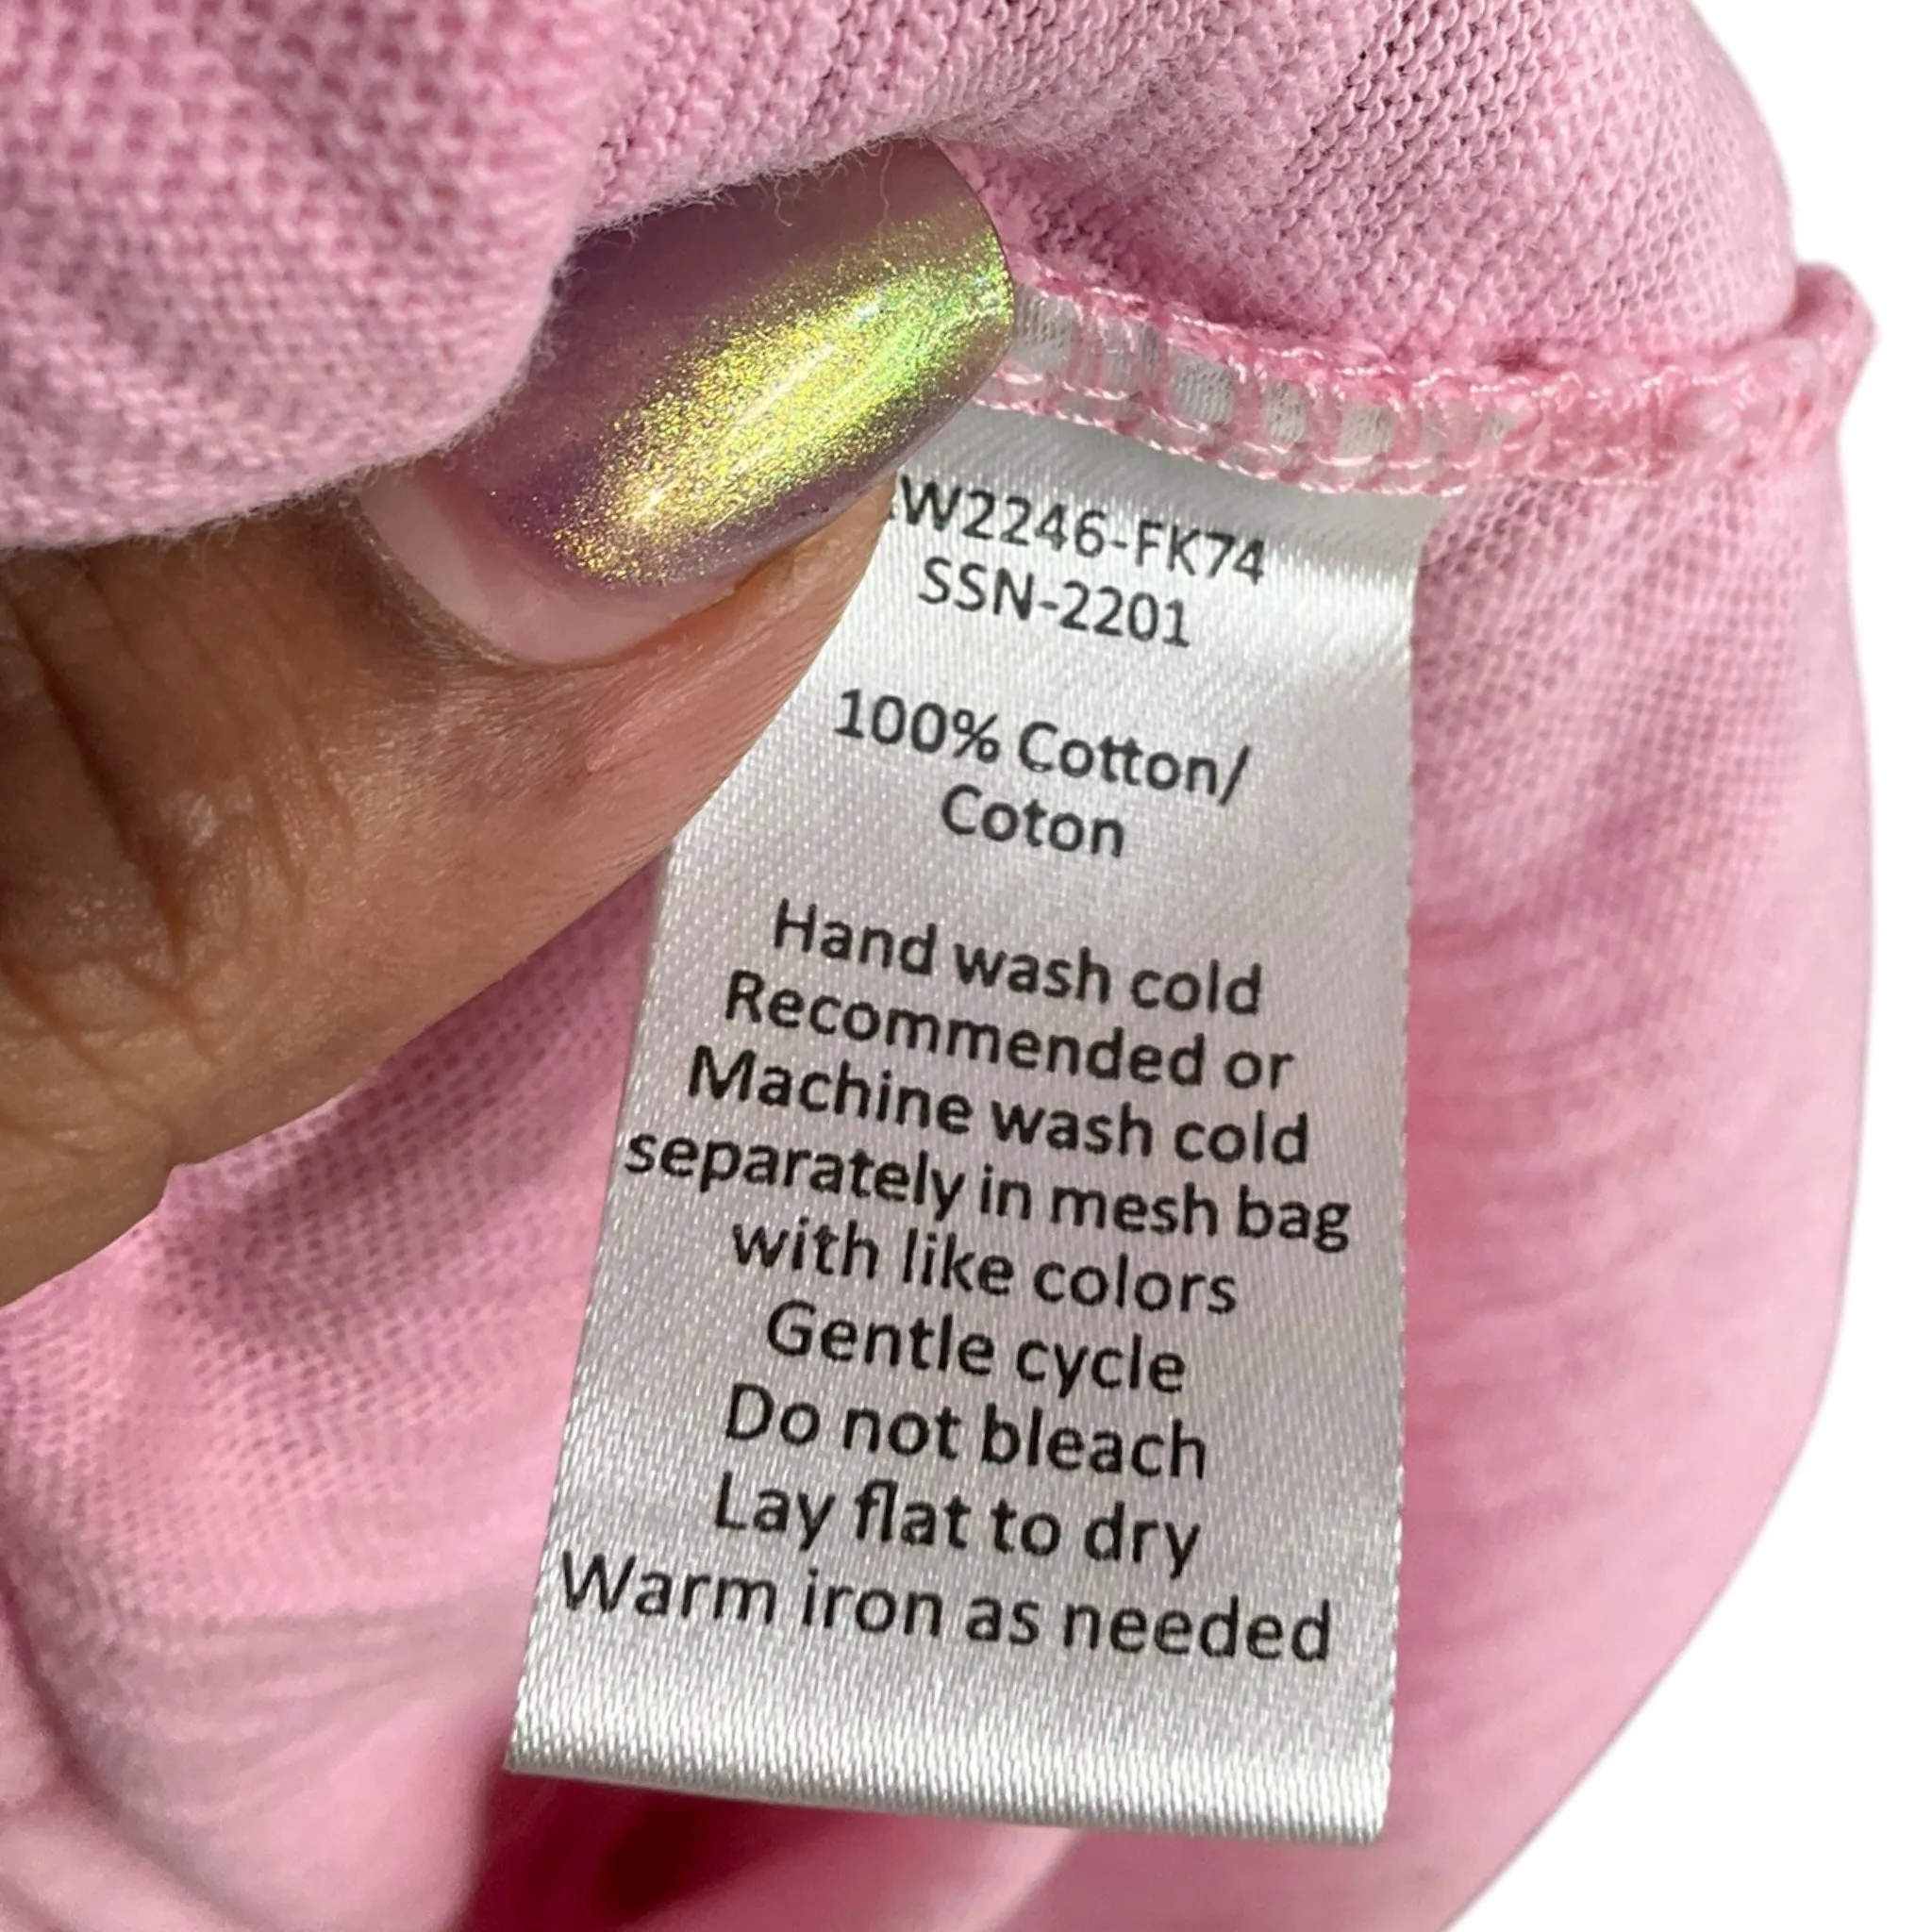 W2246-FK74
SSN-2201
100% Cotton/
Coton
Hand wash cold
Recommended or
Machine wash cold
separately in mesh bag
with like colors
Gentle cycle
Do not bleach
Lay flat to dry
Warm iron as needed